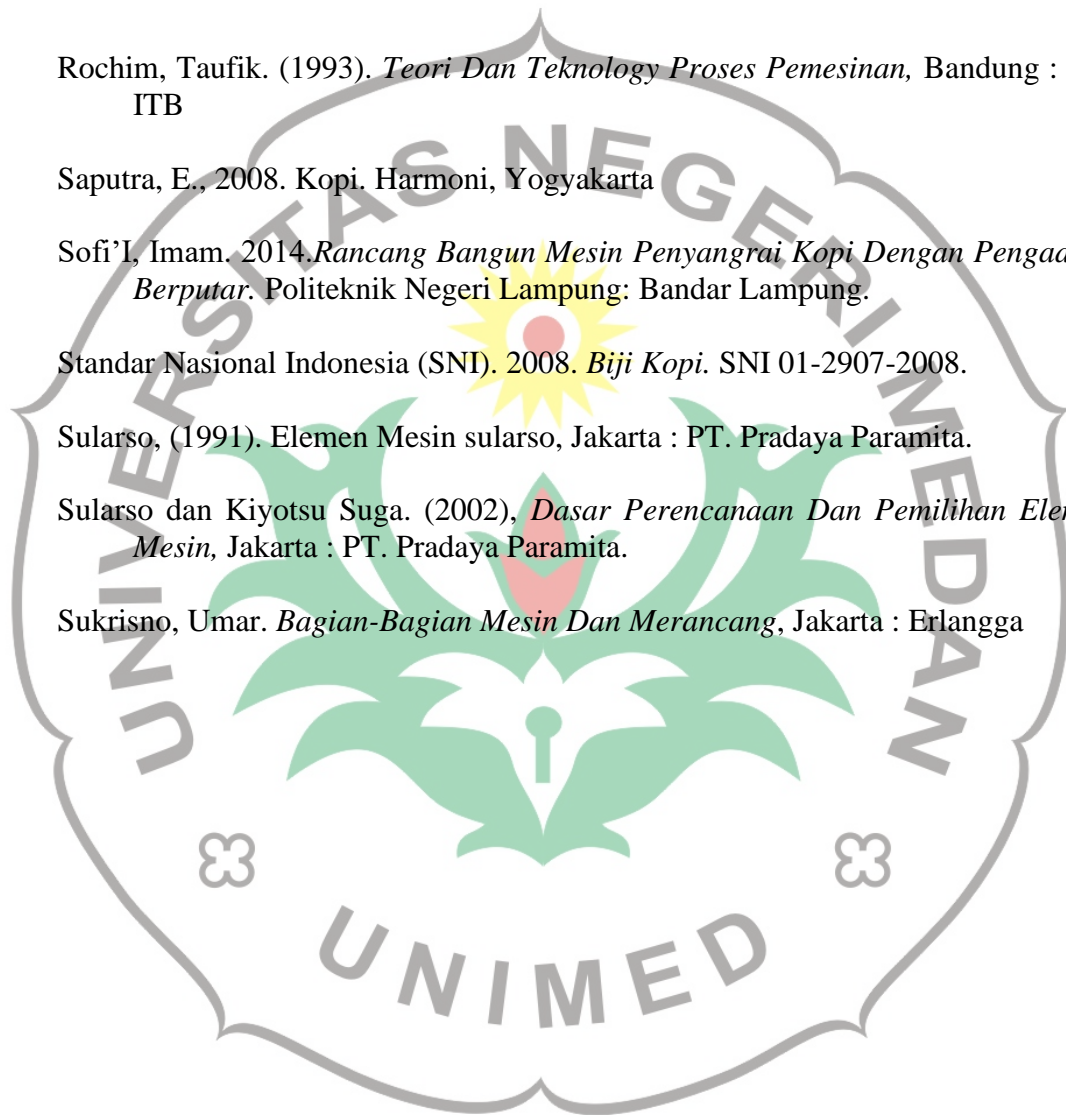 Rochim, Taufik. (1993). Teori Dan Teknology Proses Pemesinan, Bandung :
ITB
Saputra, E., 2008. Kopi. Harmoni, Yogyakarta
Sofi’I, Imam. 2014.Rancang Bangun Mesin Penyangrai Kopi Dengan
Berputar. Politeknik Negeri Lampung: Bandar Lampung.
Standar Nasional Indonesia (SNI). 2008. Biji Kopi. SNI 01-2907-2008.
Sularso, (1991). Elemen Mesin sularso, Jakarta : PT. Pradaya Paramita.
Sularso dan Kiyotsu Suga. (2002), Dasar Perencanaan Dan Pemilihan
Mesin, Jakarta : PT. Pradaya Paramita.
Sukrisno, Umar. Bagian-Bagian Mesin Dan Merancang, Jakarta : Erlangga
UNIVERSITAS NEGERI MEDAN
UNIMED